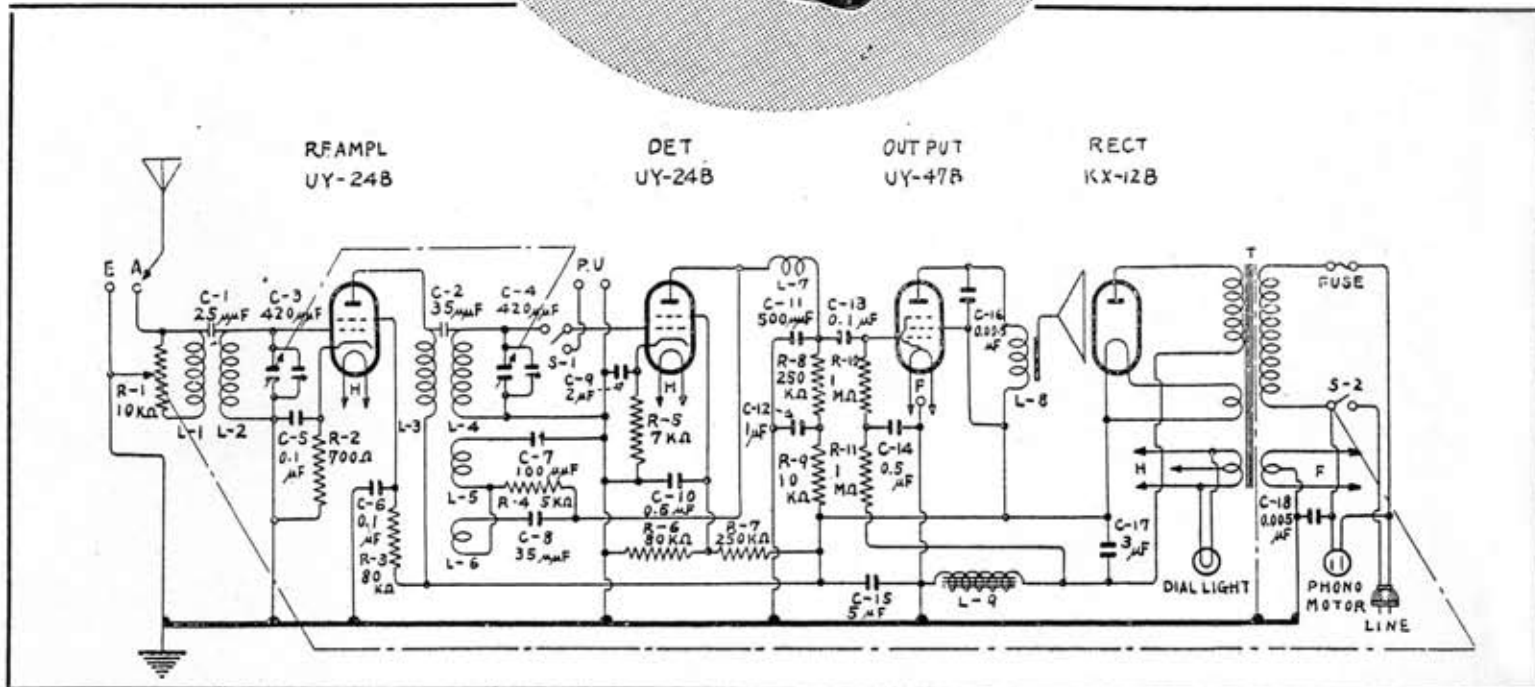 RF AMPL
UY-24B
DET
UY-24B
OUTPUT
UY-47B
RECT
KX-12B
E
A
C-1
25μμF
C-3
420μμF
C-2
35μμF
C-4
420μμF
P.U
S-1
L-7
C-11
500μμF
C-13
0.1μF
C-16
0.005
μF
T
FUSE
R-1
10KΩ
L-1
L-2
C-5
0.1
μF
R-2
700Ω
H
L-3
L-4
C-9
2μF
H
R-5
7KΩ
R-8
250
KΩ
R-10
1
MΩ
F
L-8
S-2
C-12
1μF
R-9
10
KΩ
R-11
1
MΩ
C-14
0.5
μF
C-6
0.1
μF
R-3
80
KΩ
L-5
C-7
100μμF
R-4 5KΩ
C-8
35μμF
L-6
C-10
0.5μF
R-6
80KΩ
R-7
250KΩ
C-15
5μF
L-9
C-17
3
μF
H
F
C-18
0.005
μF
DIAL LIGHT
PHONO
MOTOR
LINE